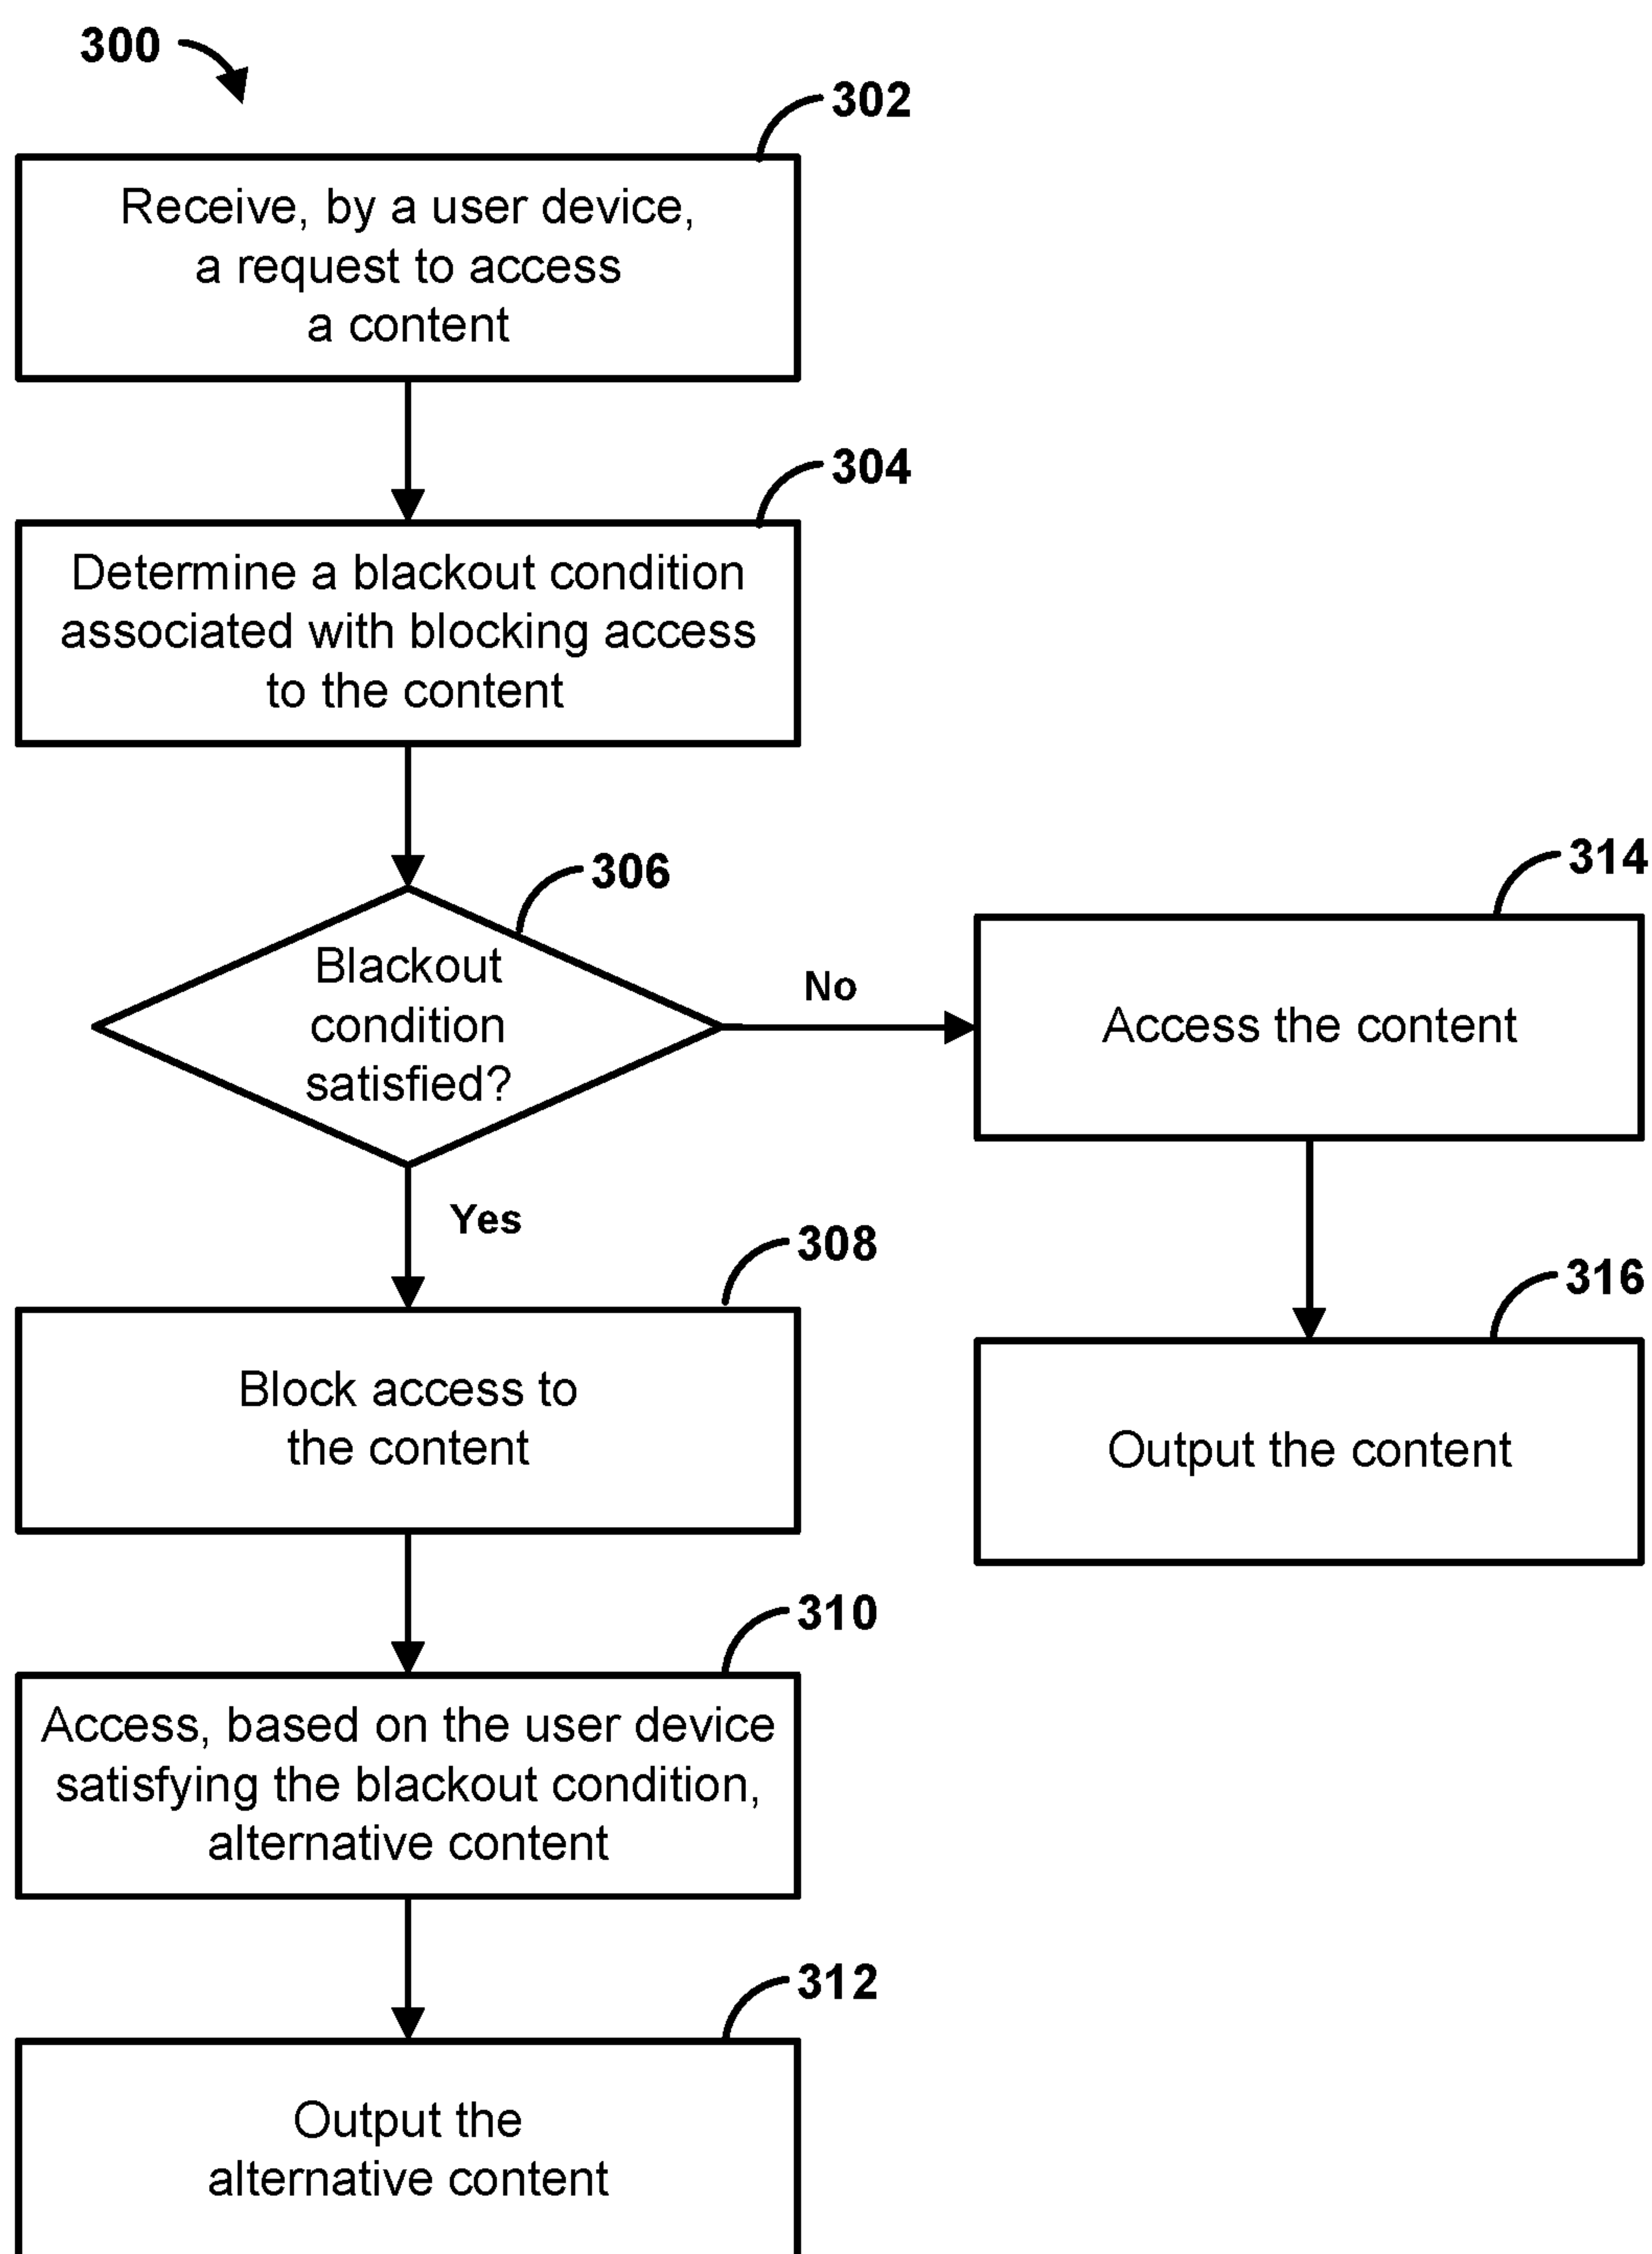 300
302
Receive, by a user device,
a request to access
a content
304
Determine a blackout condition
associated with blocking access
to the content
306
Blackout
condition
satisfied?
No
314
Access the content
Yes
308
Block access to
the content
316
Output the content
310
Access, based on the user device
satisfying the blackout condition,
alternative content
312
Output the
alternative content